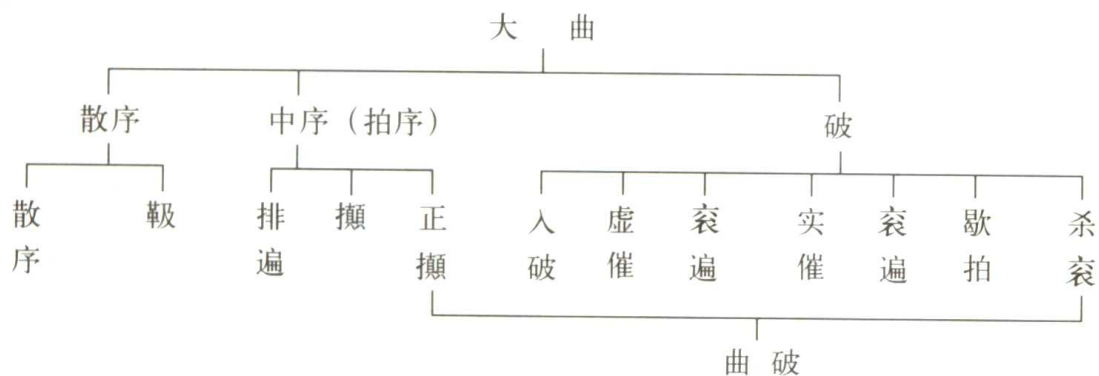 大 曲
散序 中序（拍序） 破
散序 靸 排遍 攧 正攧 入破 虚催 衮遍 实催 衮遍 歇拍 杀衮
曲破